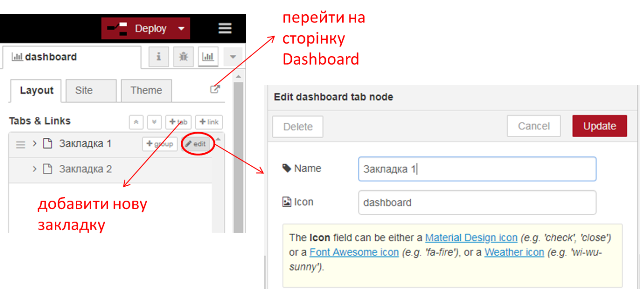 Deploy
перейти на
сторінку
Dashboard
dashboard
i
Layout
Site
Theme
Tabs & Links
+tab
+link
Закладка 1
+group
edit
Закладка 2
добавити нову
закладку
Edit dashboard tab node
Delete
Cancel
Update
Name
Закладка 1
Icon
dashboard
The Icon field can be either a Material Design icon (e.g. 'check', 'close')
or a Font Awesome icon (e.g. 'fa-fire'), or a Weather icon (e.g. 'wi-wu-
sunny').